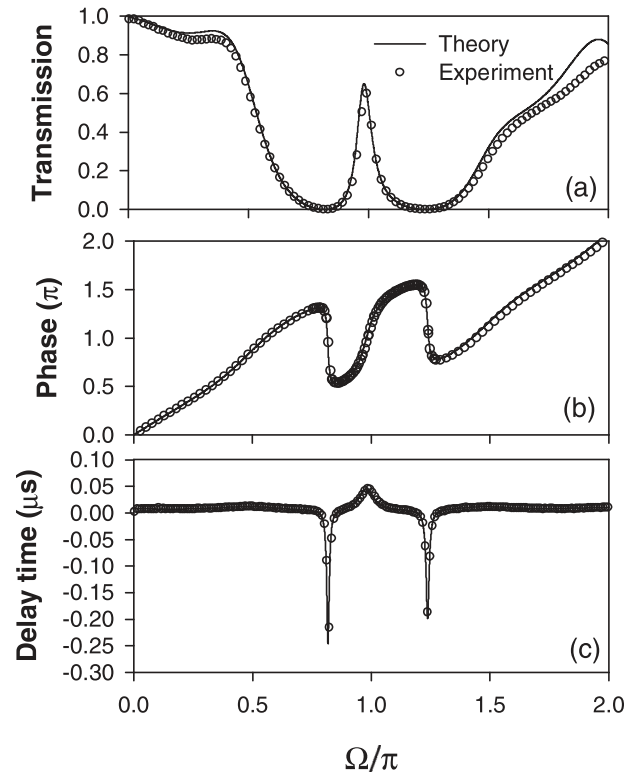 1.0
0.8
0.6
0.4
0.2
0.0
Transmission
Theory
Experiment
(a)
2.0
1.5
1.0
0.5
0.0
Phase (π)
(b)
0.10
0.05
0.00
-0.05
-0.10
-0.15
-0.20
-0.25
-0.30
Delay time (μs)
(c)
0.0 0.5 1.0 1.5 2.0
Ω/π